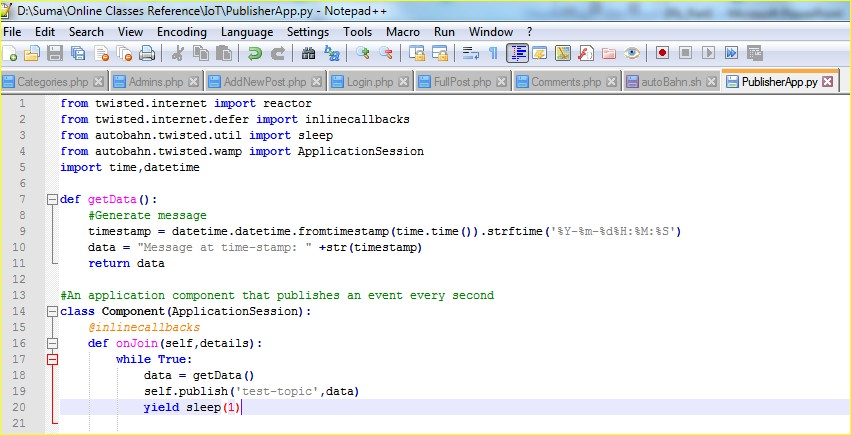 D:\Suma\Online Classes Reference\IoT\PublisherApp.py - Notepad++
File Edit Search View Encoding Language Settings Tools Macro Run Window ?
Categories.php Admins.php AddNewPost.php Login.php FullPost.php Comments.php autoBahn.sh PublisherApp.py
1 from twisted.internet import reactor
2 from twisted.internet.defer import inlinecallbacks
3 from autobahn.twisted.util import sleep
4 from autobahn.twisted.wamp import ApplicationSession
5 import time,datetime
6
7 def getData():
8 #Generate message
9 timestamp = datetime.datetime.fromtimestamp(time.time()).strftime('%Y-%m-%d%H:%M:%S')
10 data = "Message at time-stamp: " +str(timestamp)
11 return data
12
13 #An application component that publishes an event every second
14 class Component(ApplicationSession):
15 @inlinecallbacks
16 def onJoin(self,details):
17 while True:
18 data = getData()
19 self.publish('test-topic',data)
20 yield sleep(1)
21